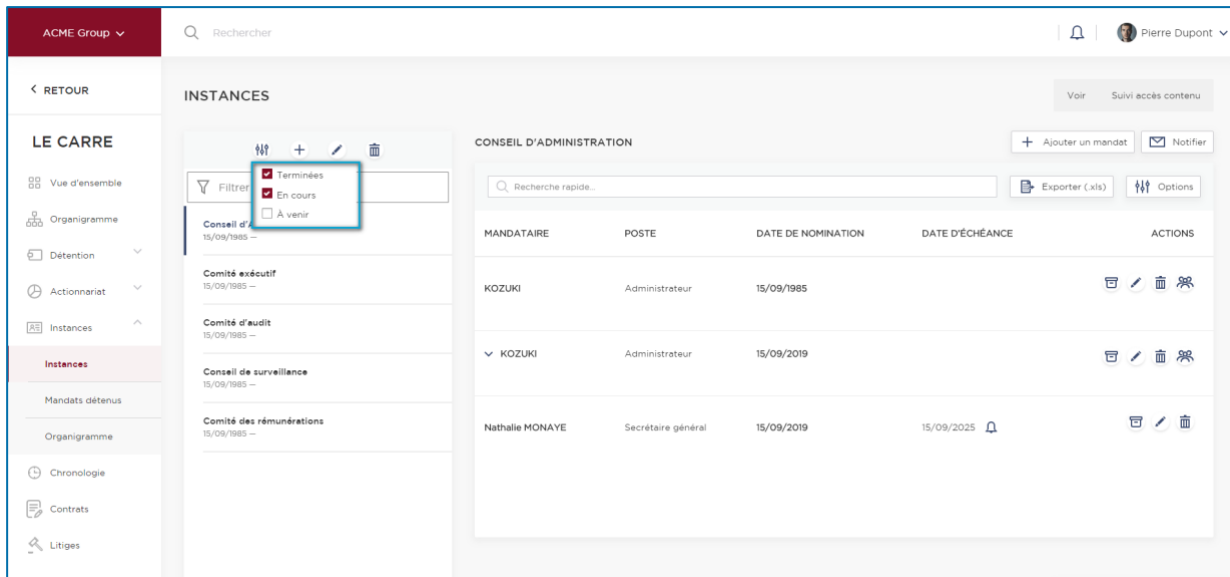 ACME Group
Rechercher
Pierre Dupont
RETOUR
INSTANCES
Voir
Suivi accès contenu
LE CARRE
Vue d'ensemble
Organigramme
Détention
Actionnariat
Instances
Instances
Mandats détenus
Organigramme
Chronologie
Contrats
Litiges
Filtrer
Terminées
En cours
À venir
Conseil d'A
15/09/1985 —
Comité exécutif
15/09/1985 —
Comité d'audit
15/09/1985 —
Conseil de surveillance
15/09/1985 —
Comité des rémunérations
15/09/1985 —
CONSEIL D'ADMINISTRATION
+ Ajouter un mandat
Notifier
Recherche rapide...
Exporter (.xls)
Options
MANDATAIRE POSTE DATE DE NOMINATION DATE D'ÉCHÉANCE ACTIONS
KOZUKI Administrateur 15/09/1985
KOZUKI Administrateur 15/09/2019
Nathalie MONAYE Secrétaire général 15/09/2019 15/09/2025